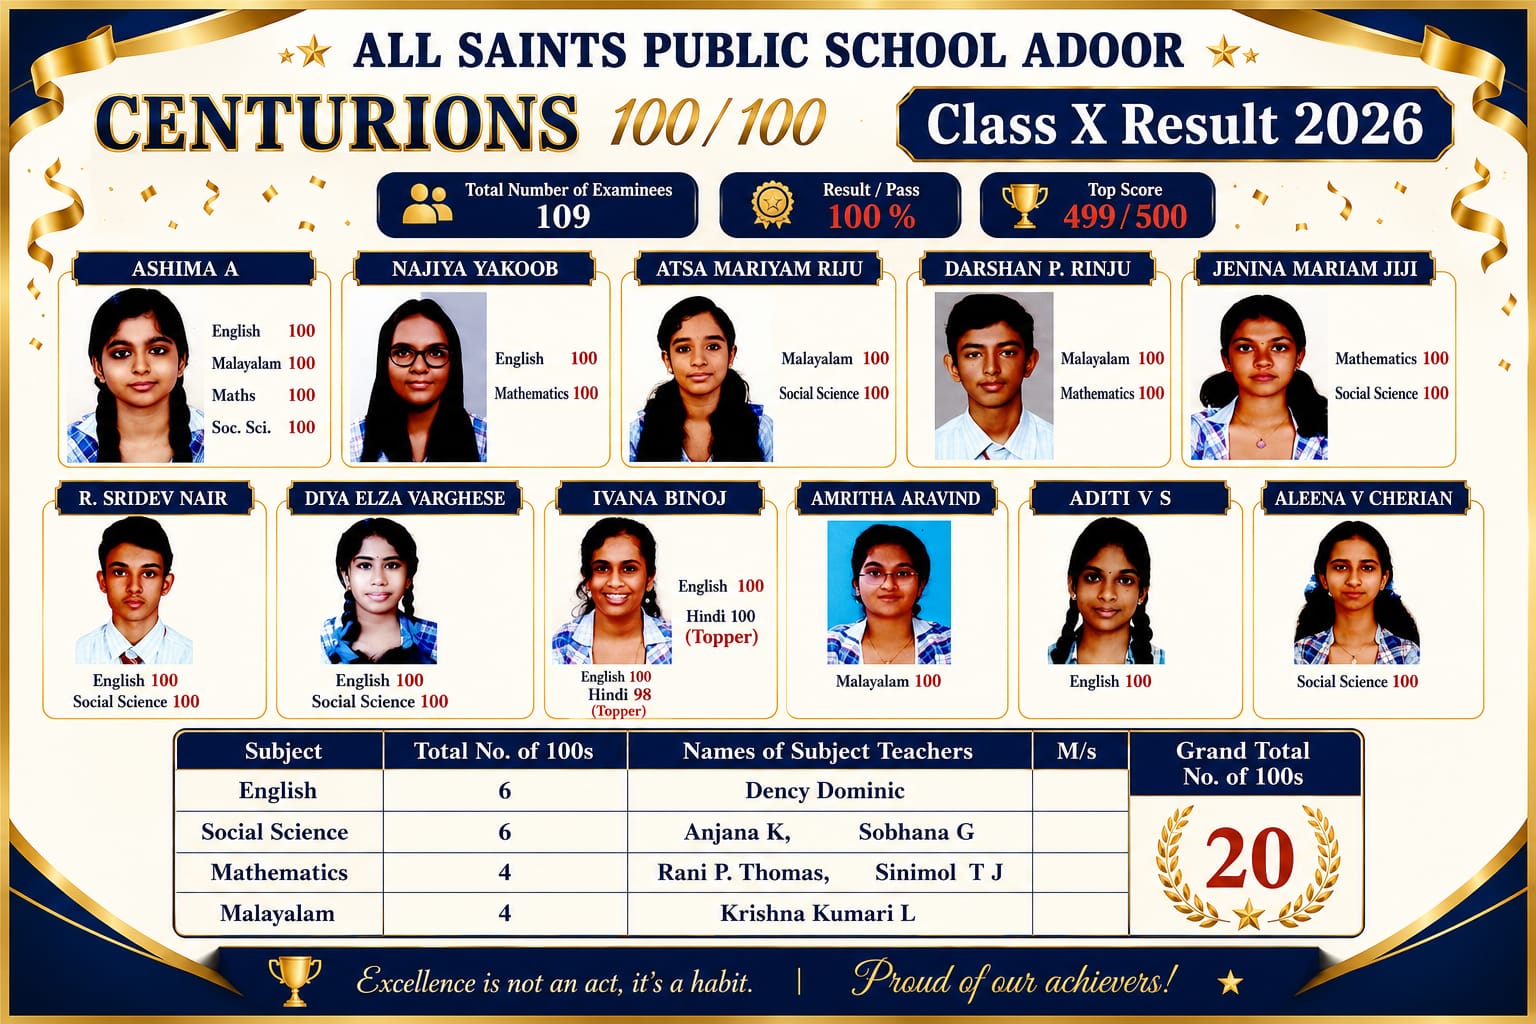 ALL SAINTS PUBLIC SCHOOL ADOOR
CENTURIONS 100/100
Class X Result 2026
Total Number of Examinees
109
Result / Pass
100 %
Top Score
499/500
ASHIMA A
English 100
Malayalam 100
Maths 100
Soc. Sci. 100
NAJIYA YAKOOB
English 100
Mathematics 100
ATSA MARIYAM RIJU
Malayalam 100
Social Science 100
DARSHAN P. RINJU
Malayalam 100
Mathematics 100
JENINA MARIAM JIJI
Mathematics 100
Social Science 100
R. SRIDEV NAIR
English 100
Social Science 100
DIYA ELZA VARGHESE
English 100
Social Science 100
IVANA BINOJ
English 100
Hindi 100
(Topper)
English 100
Hindi 98
(Topper)
AMRITHA ARAVIND
Malayalam 100
ADITI V S
English 100
ALEENA V CHERIAN
Social Science 100
Subject Total No. of 100s Names of Subject Teachers M/s
English 6 Dency Dominic
Social Science 6 Anjana K, Sobhana G
Mathematics 4 Rani P. Thomas, Sinimol T J
Malayalam 4 Krishna Kumari L
Grand Total
No. of 100s
20
Excellence is not an act, it's a habit. | Proud of our achievers!